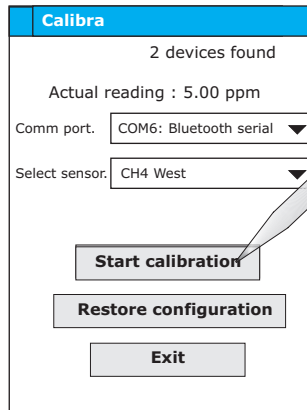 Calibra
2 devices found
Actual reading : 5.00 ppm
Comm port. COM6: Bluetooth serial
Select sensor. CH4 West
Start calibration
Restore configuration
Exit